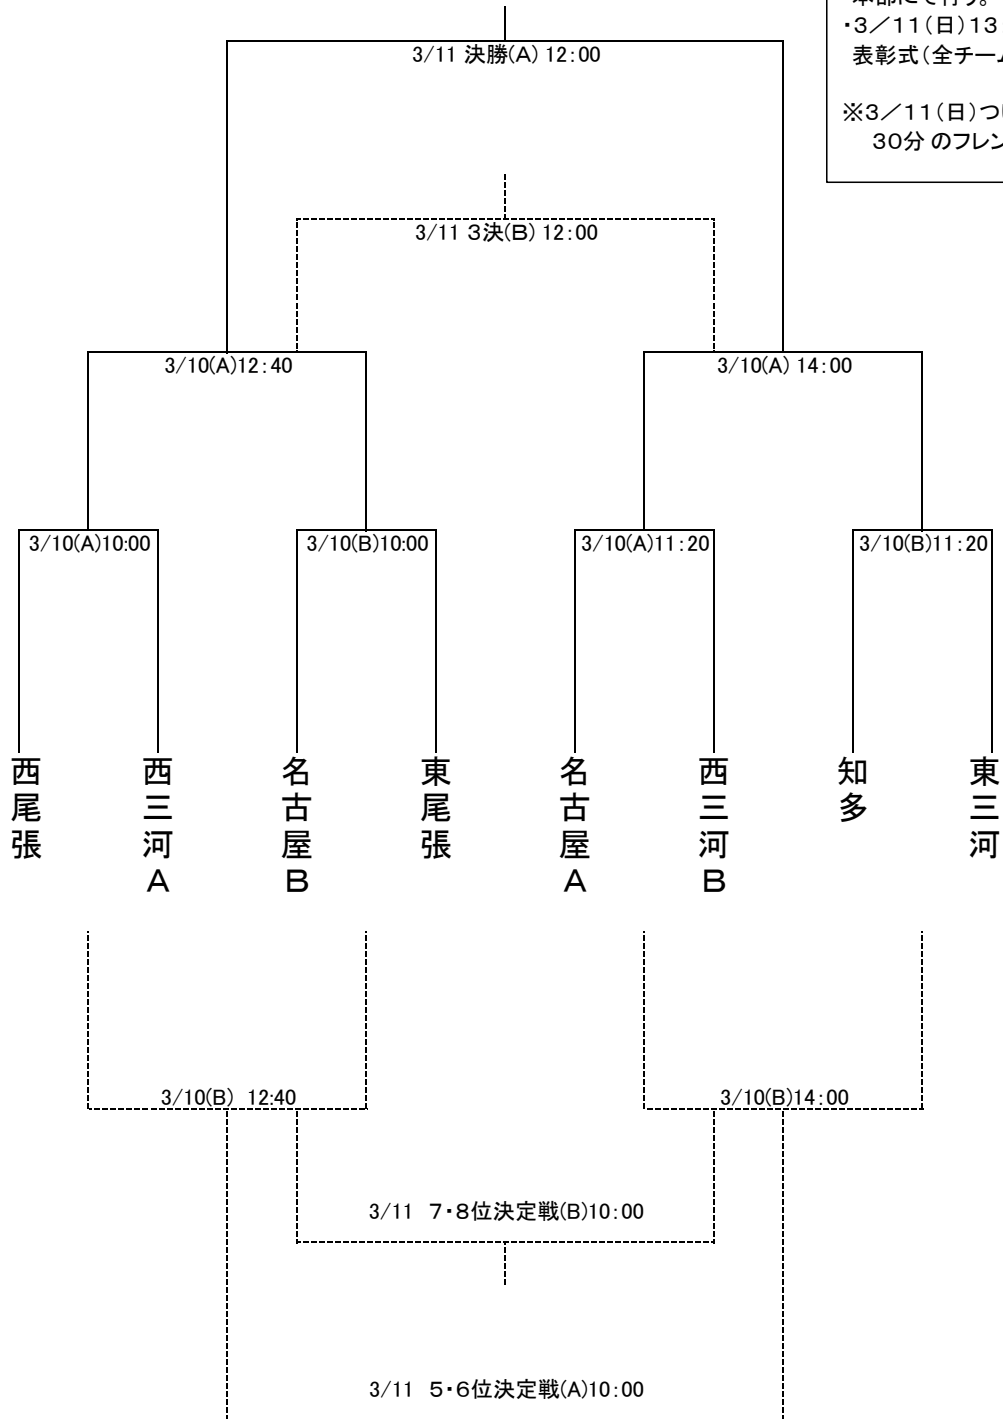 本部にて行う。
・3／11(日)13
表彰式(全チーム
※3／11(日)つ
30分 のフレン
3/11 決勝(A) 12:00
3/11 3決(B) 12:00
3/10(A)12:40
3/10(A) 14:00
3/10(A)10:00
3/10(B)10:00
3/10(A)11:20
3/10(B)11:20
西尾張
西三河A
名古屋B
東尾張
名古屋A
西三河B
知多
東三河
3/10(B) 12:40
3/10(B)14:00
3/11 7・8位決定戦(B)10:00
3/11 5・6位決定戦(A)10:00